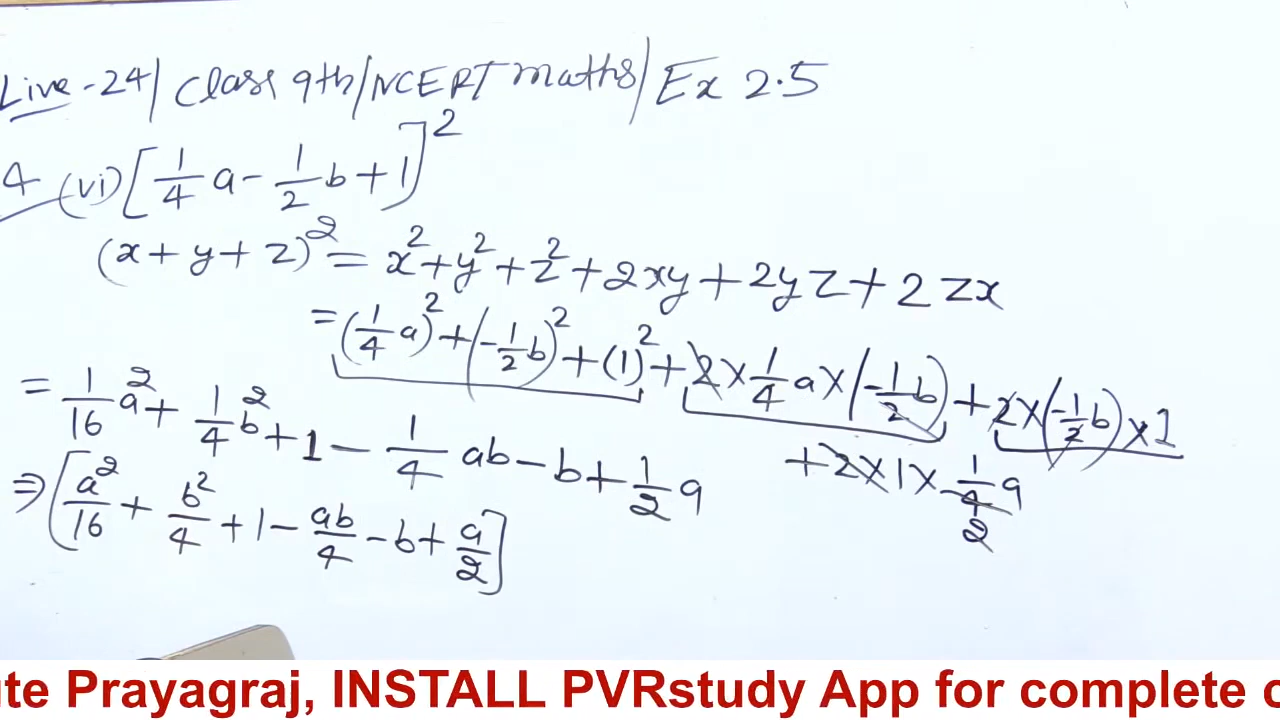 Live-24/ Class 9th/NCERT maths/ Ex 2.5
4 (vi) [1/4 a - 1/2 b + 1]²
(x + y + z)² = x² + y² + z² + 2xy + 2yz + 2zx
= (1/4 a)² + (-1/2 b)² + (1)² + 2 × 1/4 a × (-1/2 b) + 2 × (-1/2 b) × 1
+ 2 × 1 × 1/4 a
2
= 1/16 a² + 1/4 b² + 1 - 1/4 ab - b + 1/2 a
⇒ [a²/16 + b²/4 + 1 - ab/4 - b + a/2]
ute Prayagraj, INSTALL PVRstudy App for complete c